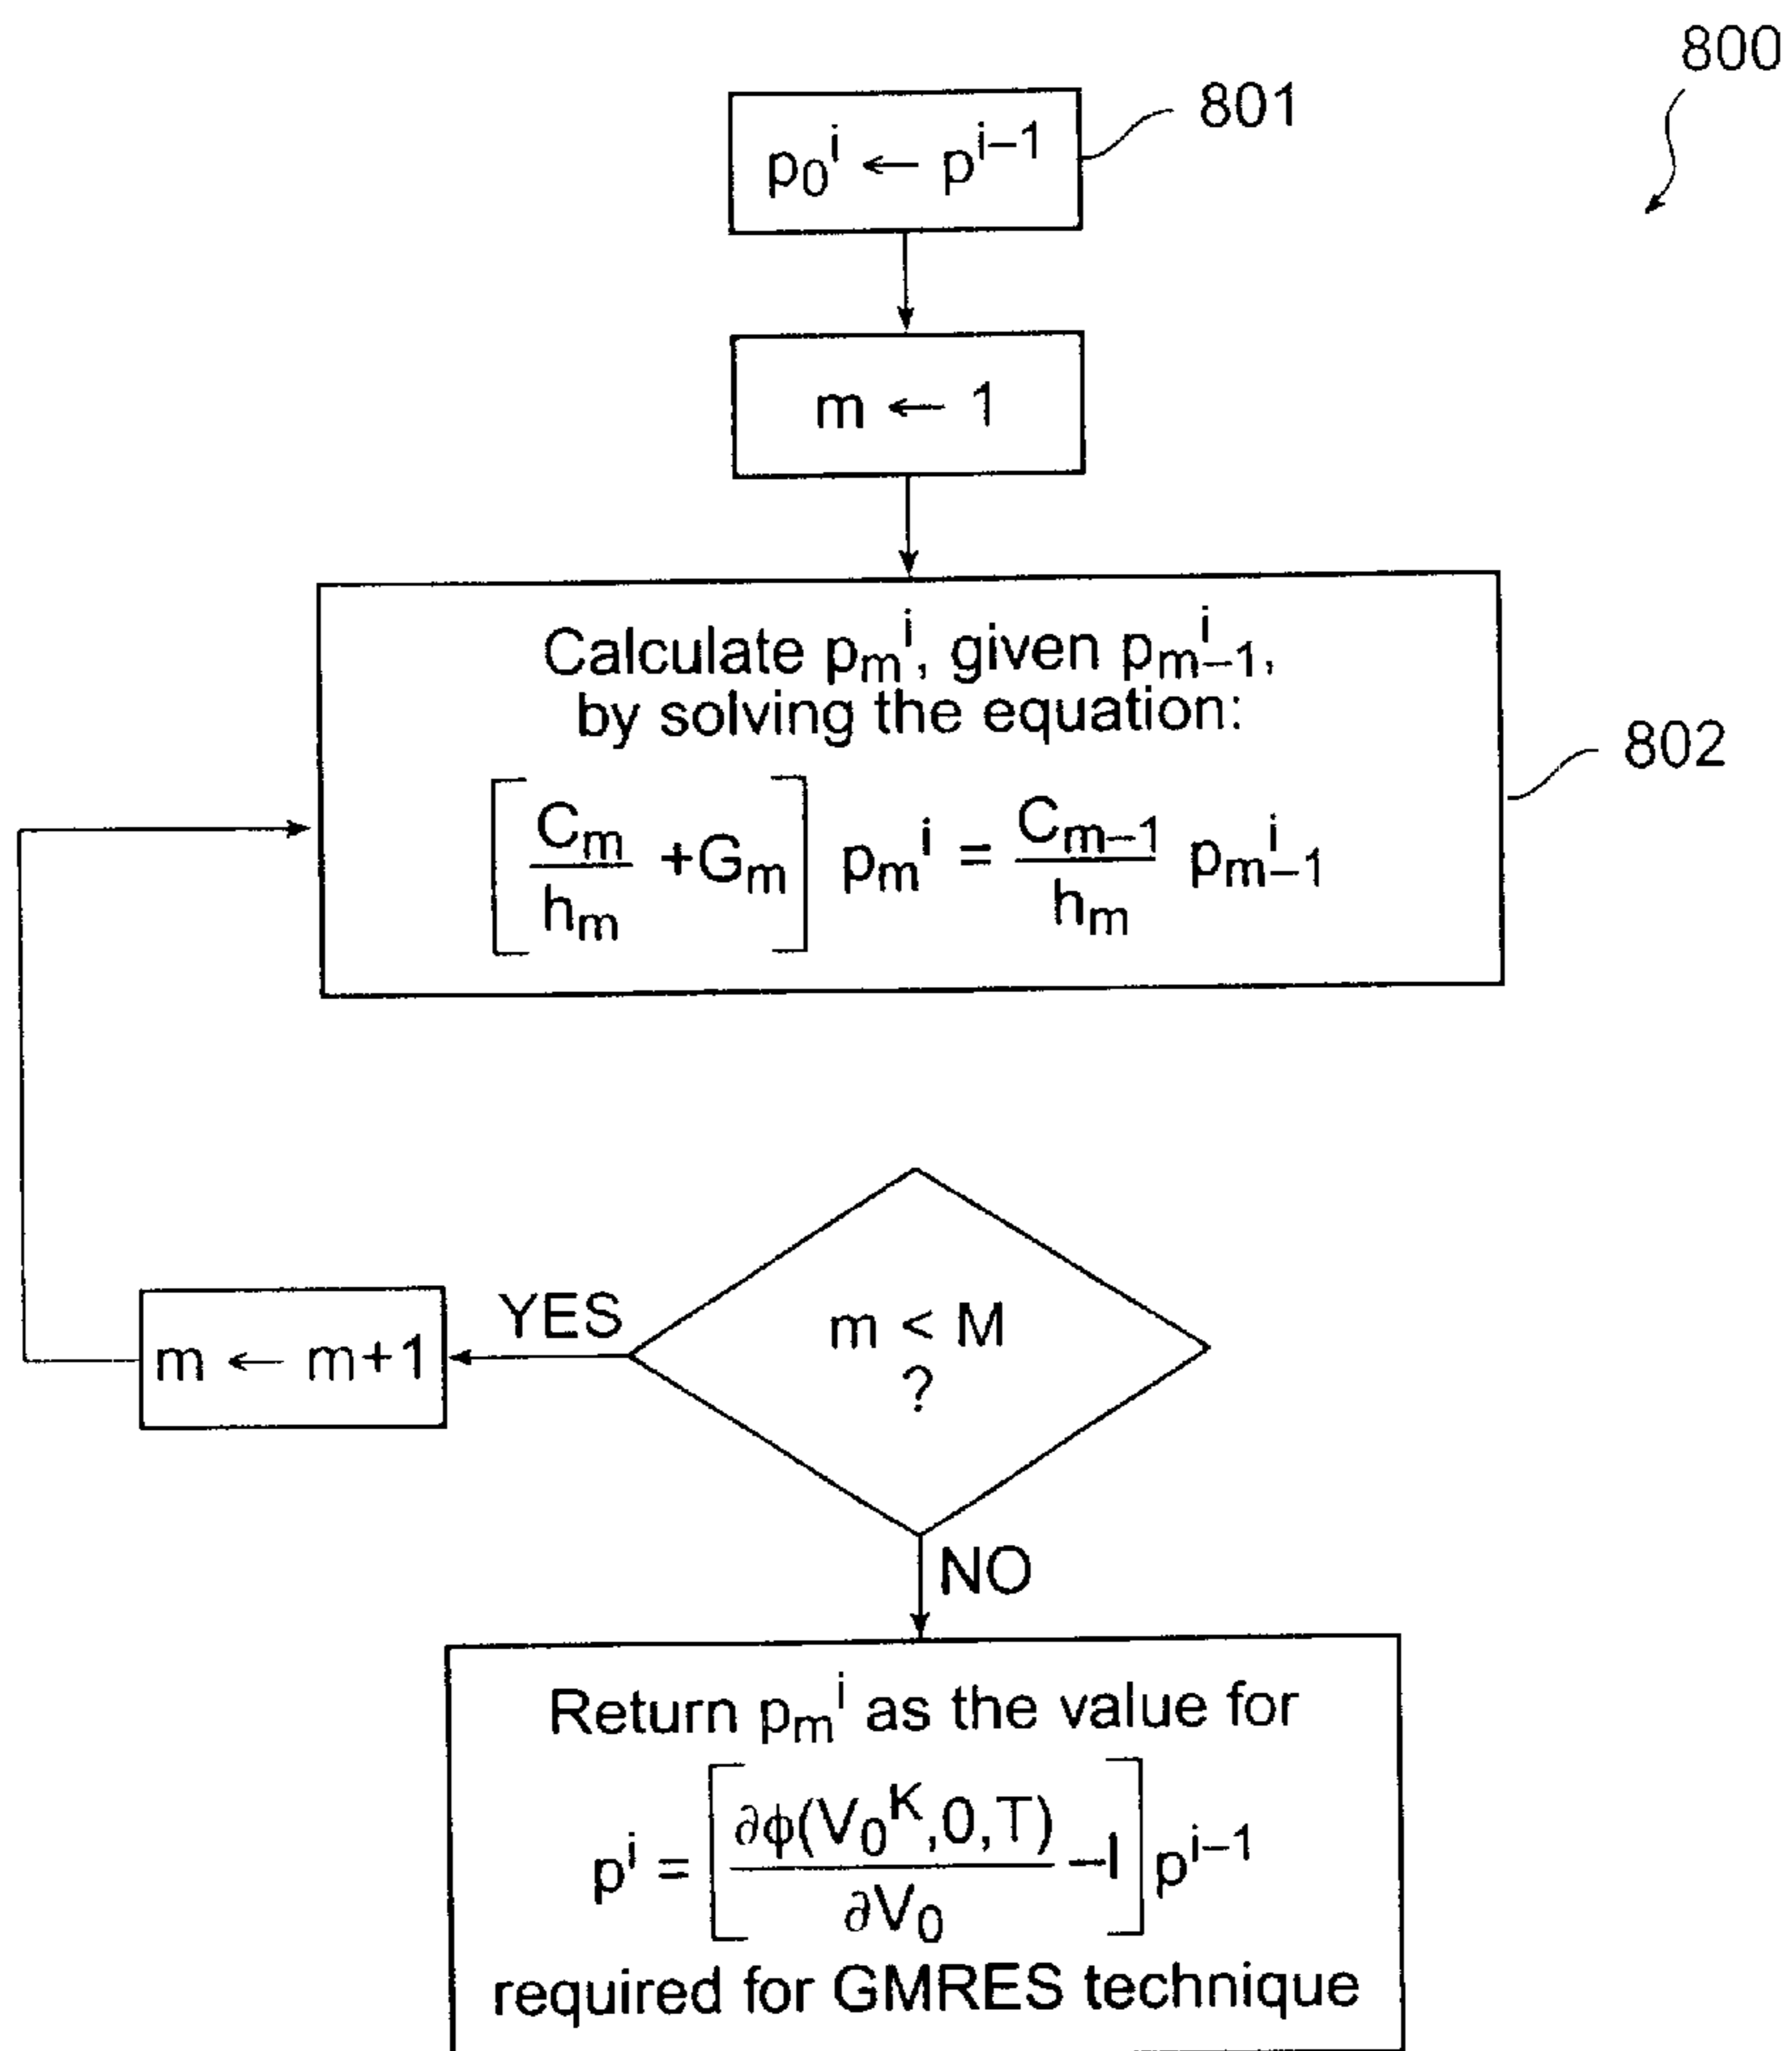 800
801
p₀ⁱ ← pⁱ⁻¹
m ← 1
Calculate pₘⁱ, given pₘ₋₁ⁱ,
by solving the equation:
[Cₘ/hₘ +Gₘ] pₘⁱ = Cₘ₋₁/hₘ pₘ₋₁ⁱ
802
m < M
?
YES
m ← m+1
NO
Return pₘⁱ as the value for
pⁱ = [∂ϕ(V₀ᴷ,0,T)/∂V₀ –I] pⁱ⁻¹
required for GMRES technique